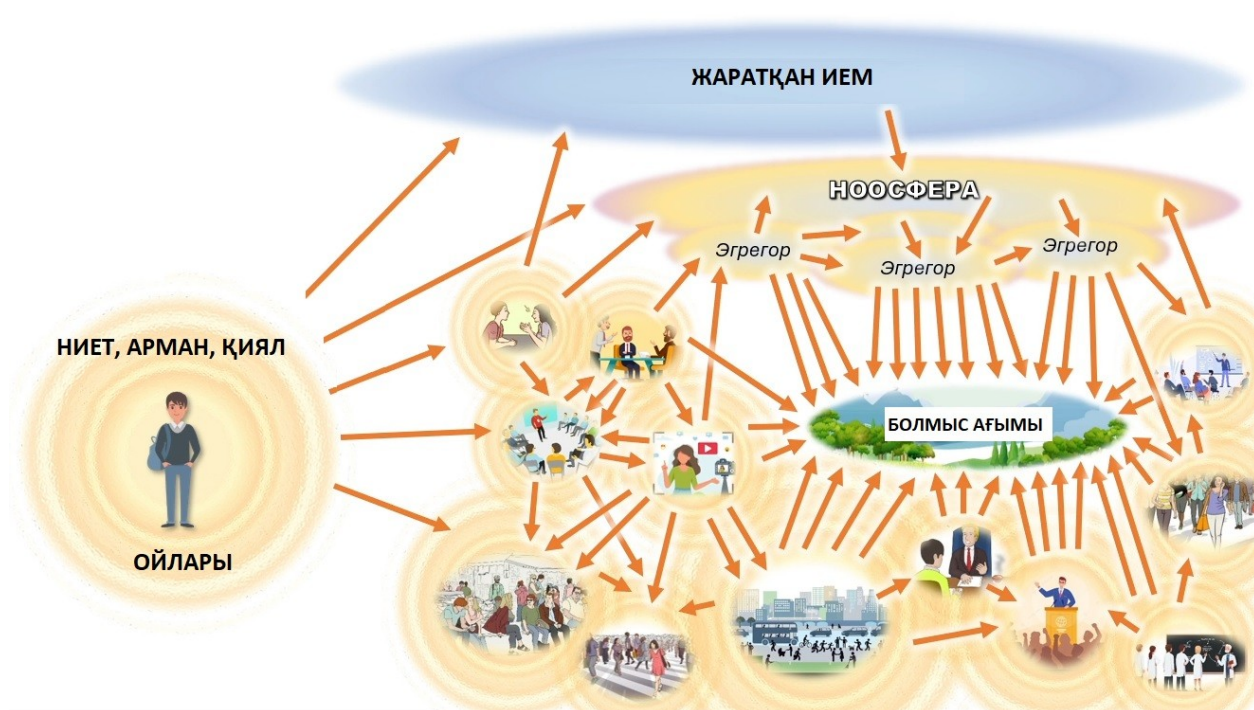 ЖАРАТҚАН ИЕМ
НООСФЕРА
Эгрегор
Эгрегор
Эгрегор
НИЕТ, АРМАН, ҚИЯЛ
ОЙЛАРЫ
БОЛМЫС АҒЫМЫ